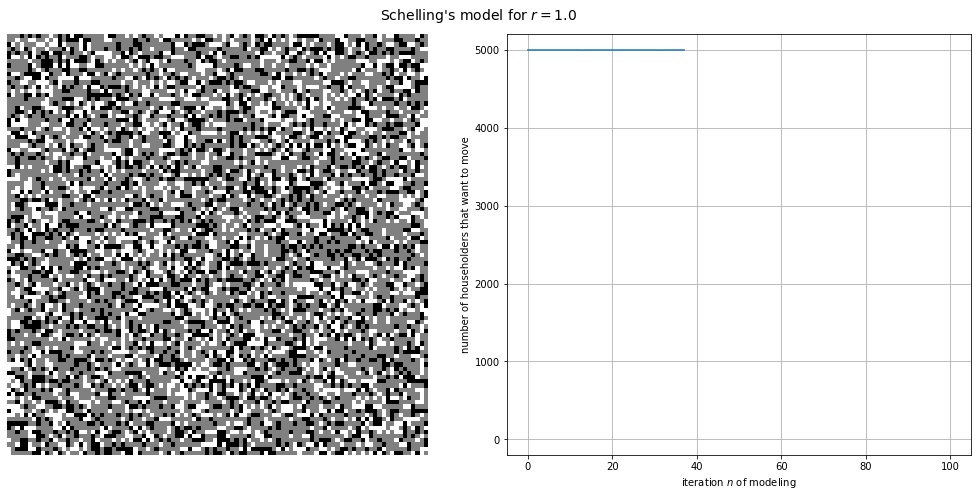 Schelling's model for r = 1.0
number of householders that want to move
5000
4000
3000
2000
1000
0
0 20 40 60 80 100
iteration n of modeling